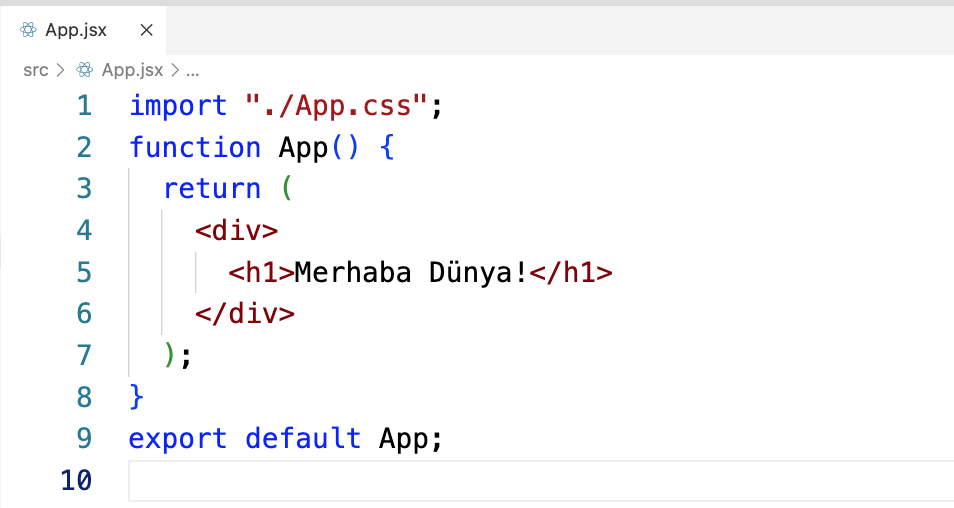 App.jsx
src > App.jsx > ...
1 import "./App.css";
2 function App() {
3   return (
4     <div>
5       <h1>Merhaba Dünya!</h1>
6     </div>
7   );
8 }
9 export default App;
10